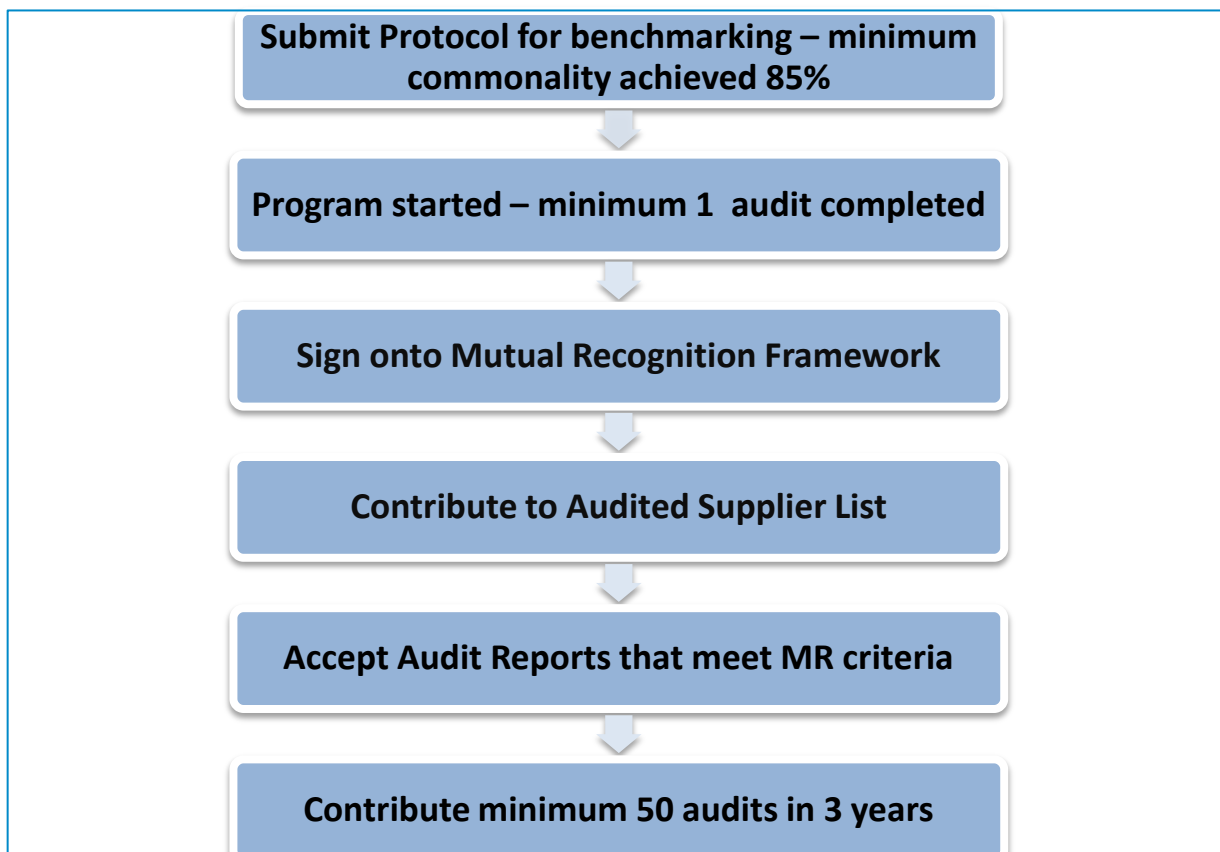 Submit Protocol for benchmarking – minimum
commonality achieved 85%
Program started – minimum 1  audit completed
Sign onto Mutual Recognition Framework
Contribute to Audited Supplier List
Accept Audit Reports that meet MR criteria
Contribute minimum 50 audits in 3 years